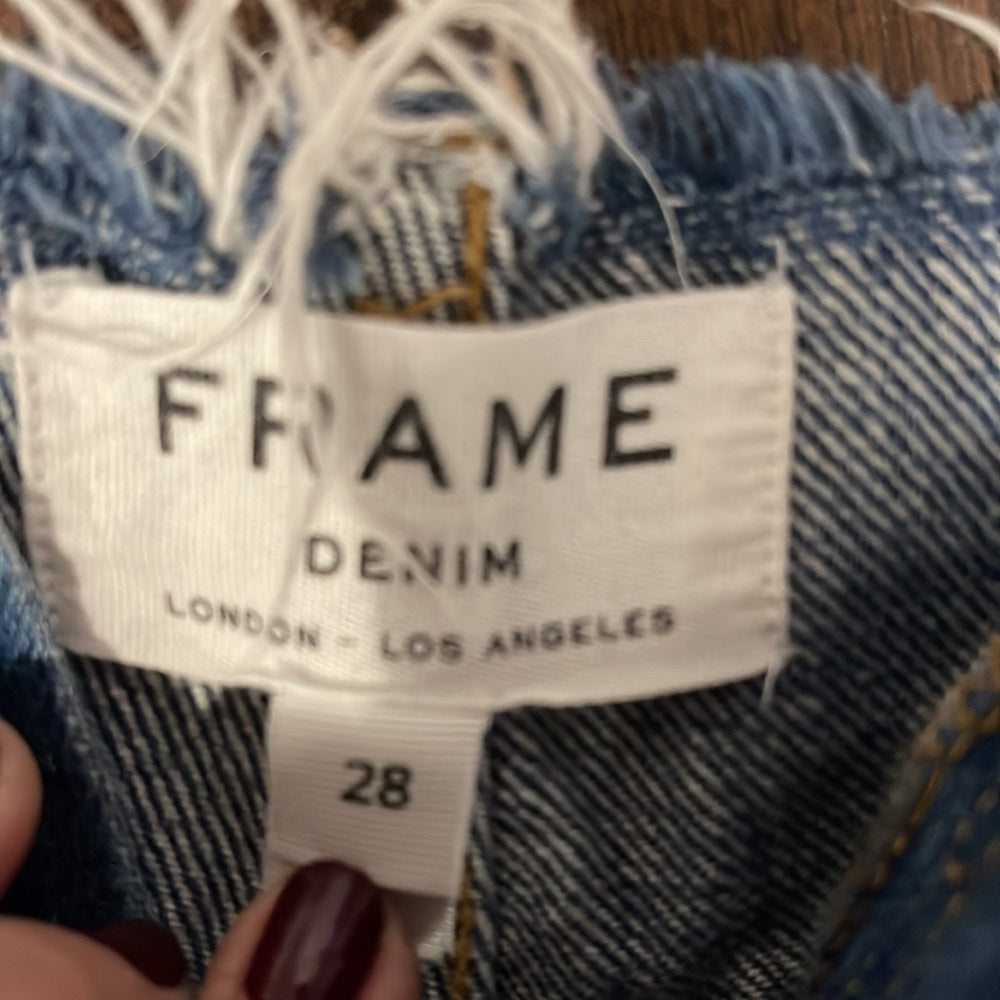 FRAME
DENIM
LONDON - LOS ANGELES
28